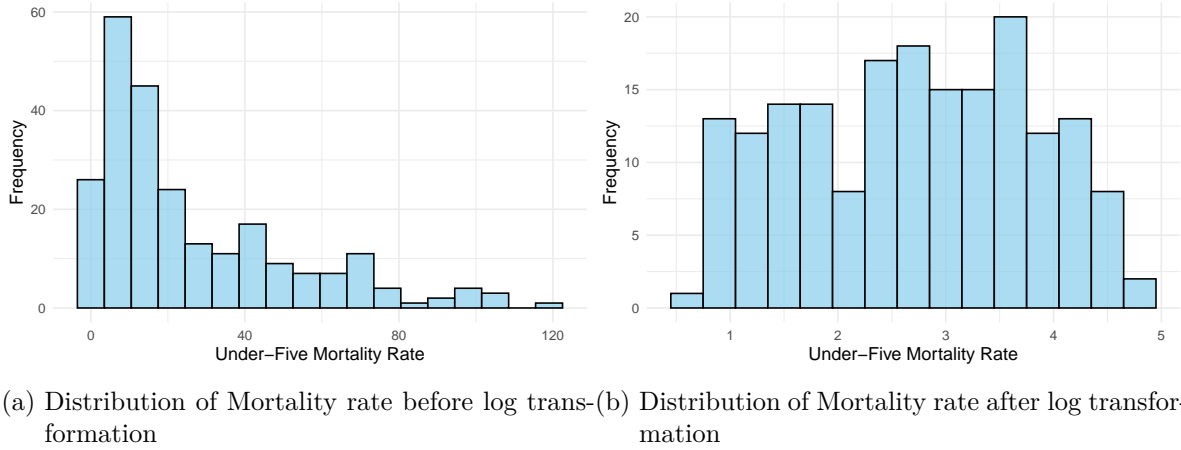 60
40
20
0
Frequency
0 40 80 120
Under−Five Mortality Rate
20
15
10
5
0
Frequency
1 2 3 4 5
Under−Five Mortality Rate
(a) Distribution of Mortality rate before log trans-
formation
(b) Distribution of Mortality rate after log transfor-
mation